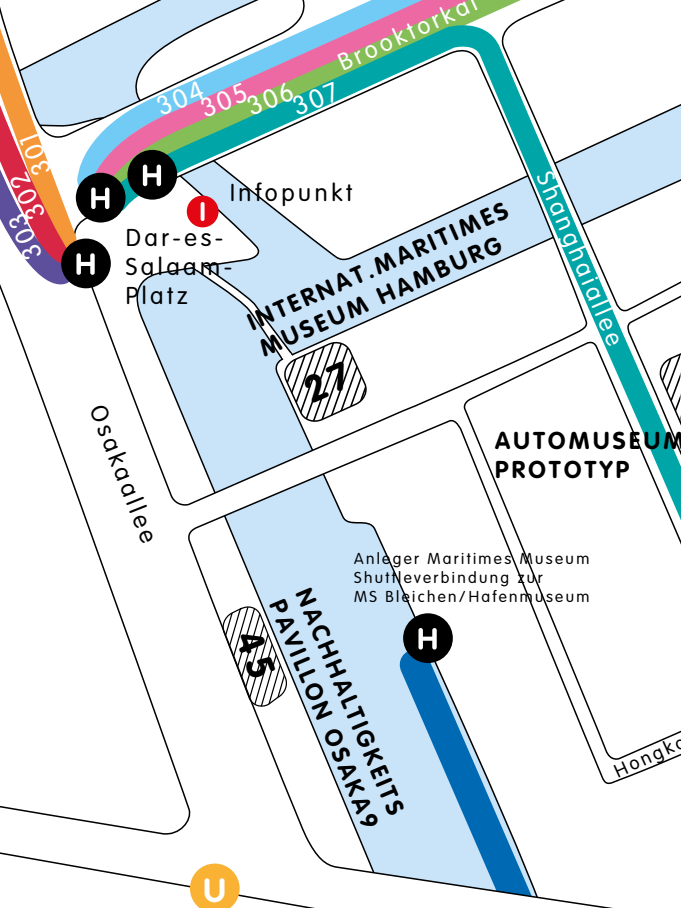 Brooktorkai
304
305
306
307
301
302
303
H
H
H
I
Infopunkt
Dar-es-
Salaam-
Platz
Shanghaiallee
INTERNAT.MARITIMES
MUSEUM HAMBURG
27
Osakaallee
AUTOMUSEUM
PROTOTYP
Anleger Maritimes Museum
Shuttleverbindung zur
MS Bleichen/Hafenmuseum
H
NACHHALTIGKEITS
PAVILLON OSAKA9
45
Hongko
U